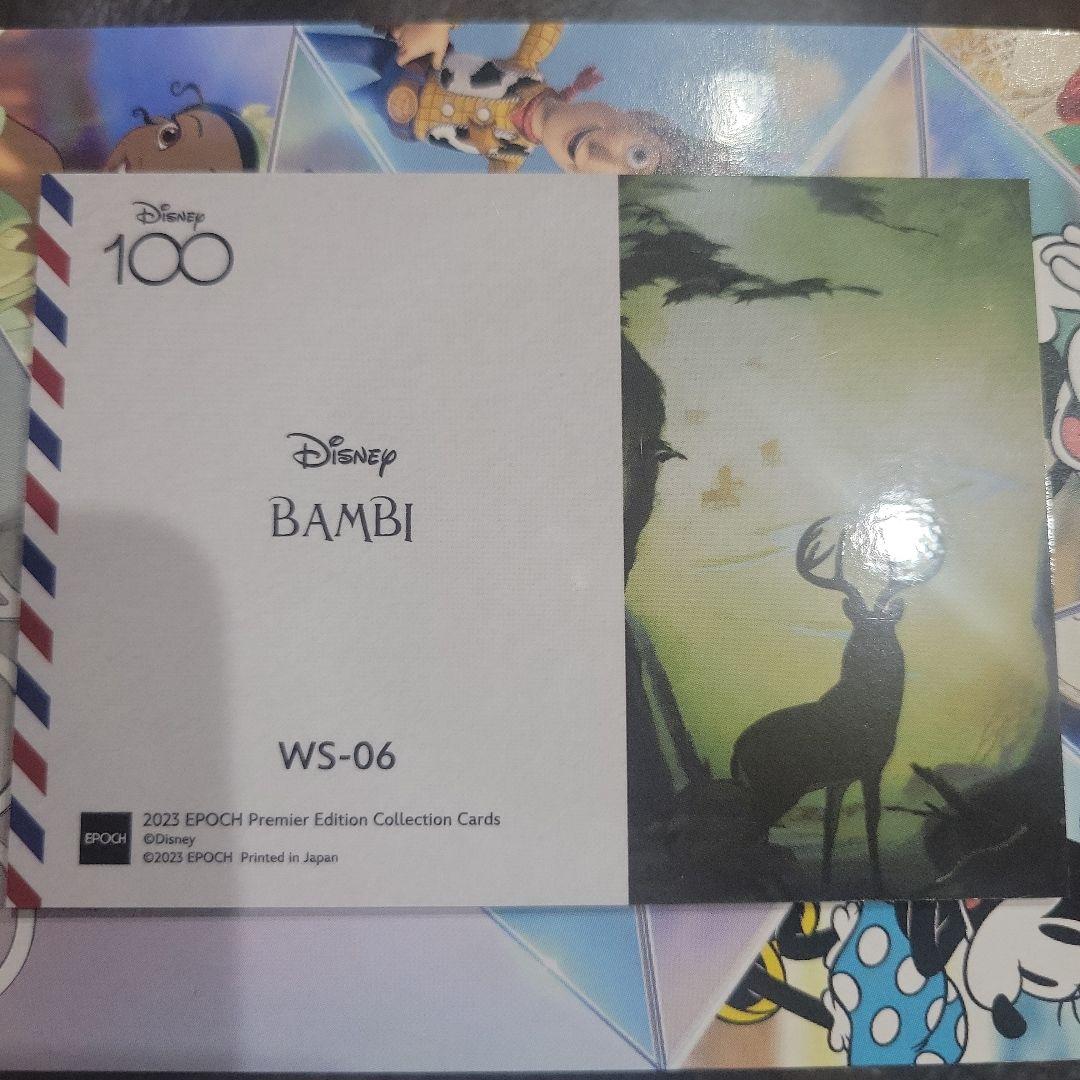 Disney
100
Disney
BAMBI
WS-06
EPOCH
2023 EPOCH Premier Edition Collection Cards
©Disney
©2023 EPOCH Printed in Japan